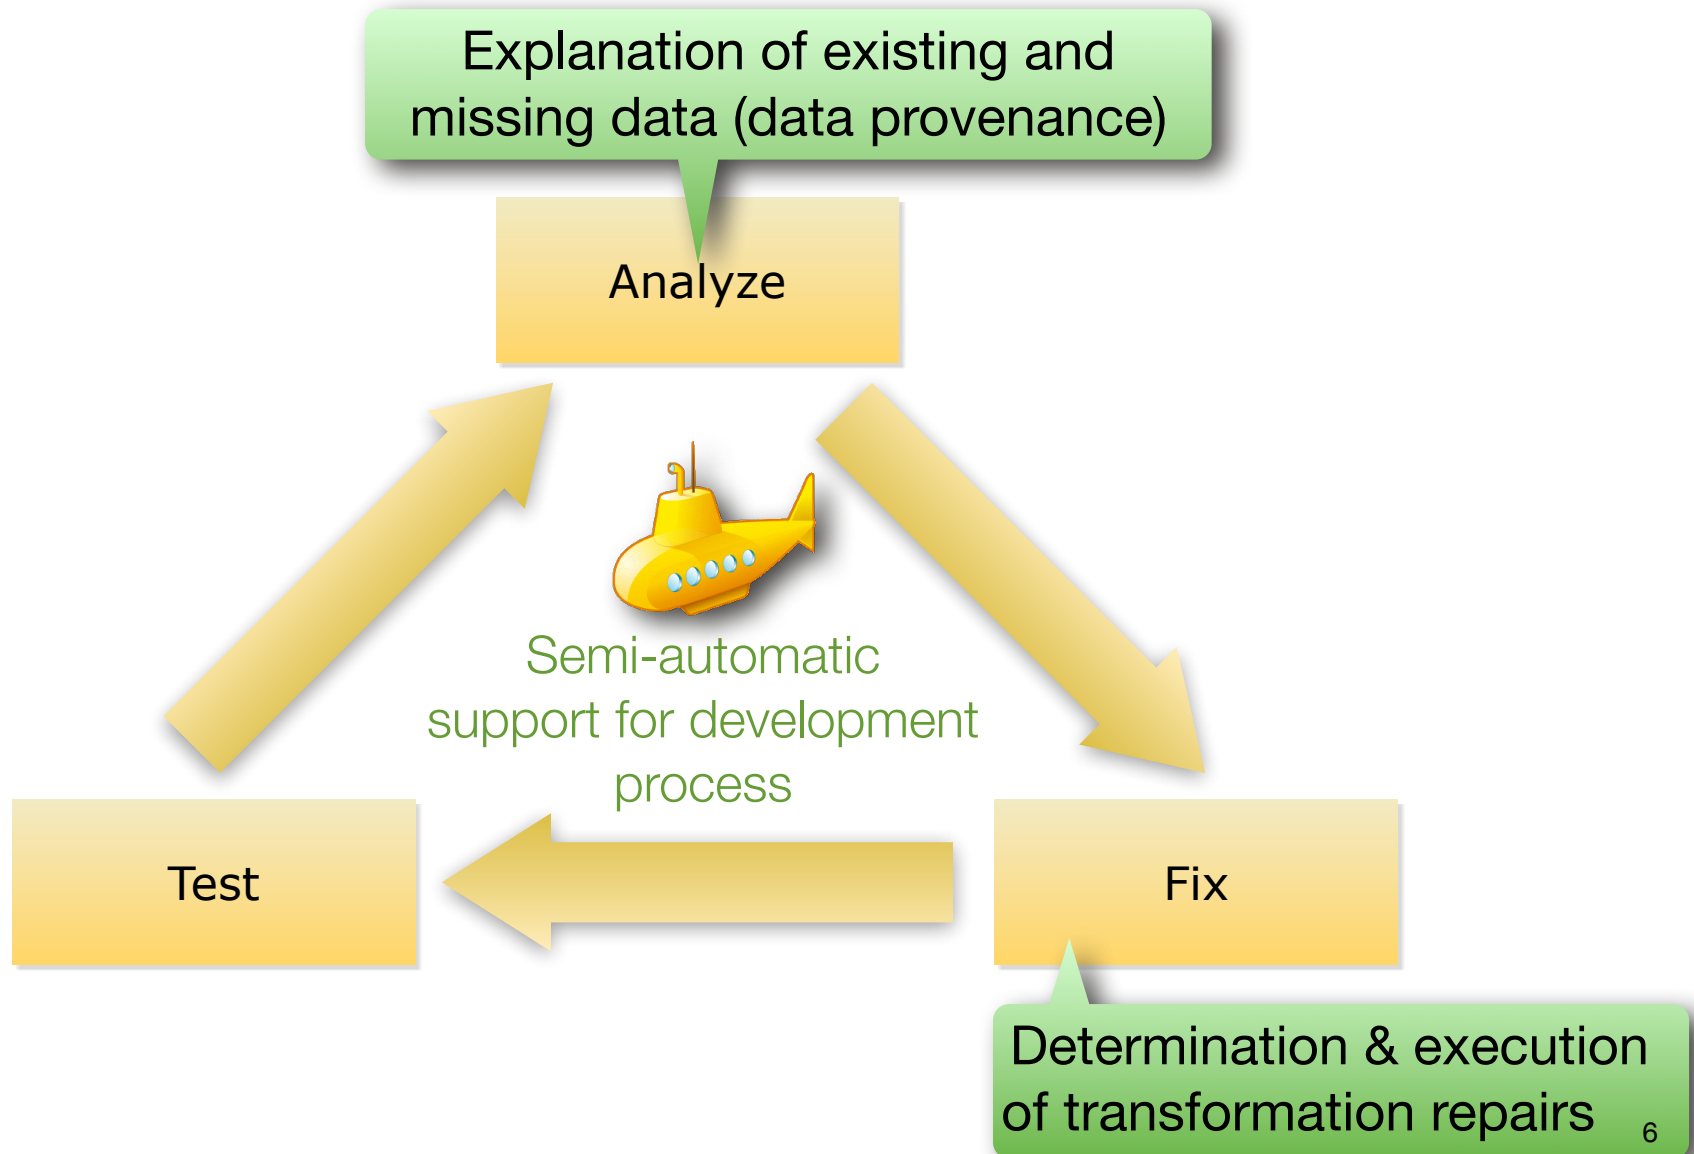 Explanation of existing and
missing data (data provenance)
Analyze
Semi-automatic
support for development
process
Test
Fix
Determination & execution
of transformation repairs
6